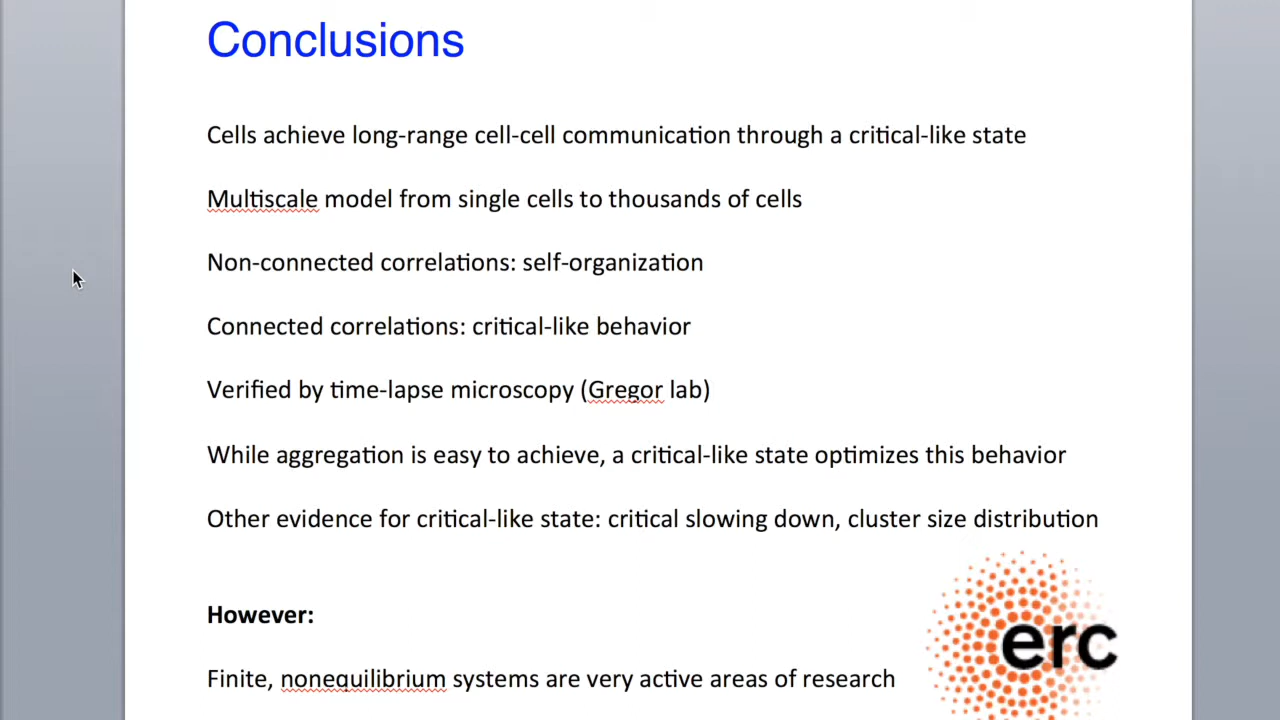 Conclusions
Cells achieve long-range cell-cell communication through a critical-like state
Multiscale model from single cells to thousands of cells
Non-connected correlations: self-organization
Connected correlations: critical-like behavior
Verified by time-lapse microscopy (Gregor lab)
While aggregation is easy to achieve, a critical-like state optimizes this behavior
Other evidence for critical-like state: critical slowing down, cluster size distribution
However:
erc
Finite, nonequilibrium systems are very active areas of research